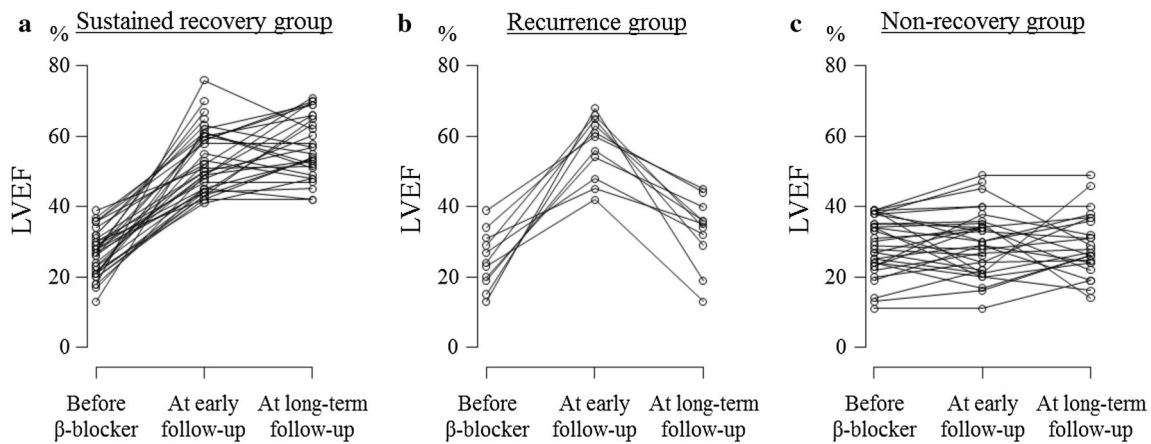 a Sustained recovery group
%
80
60
40
20
0
LVEF
Before β-blocker
At early follow-up
At long-term follow-up
b Recurrence group
%
80
60
40
20
0
LVEF
Before β-blocker
At early follow-up
At long-term follow-up
c Non-recovery group
%
80
60
40
20
0
LVEF
Before β-blocker
At early follow-up
At long-term follow-up